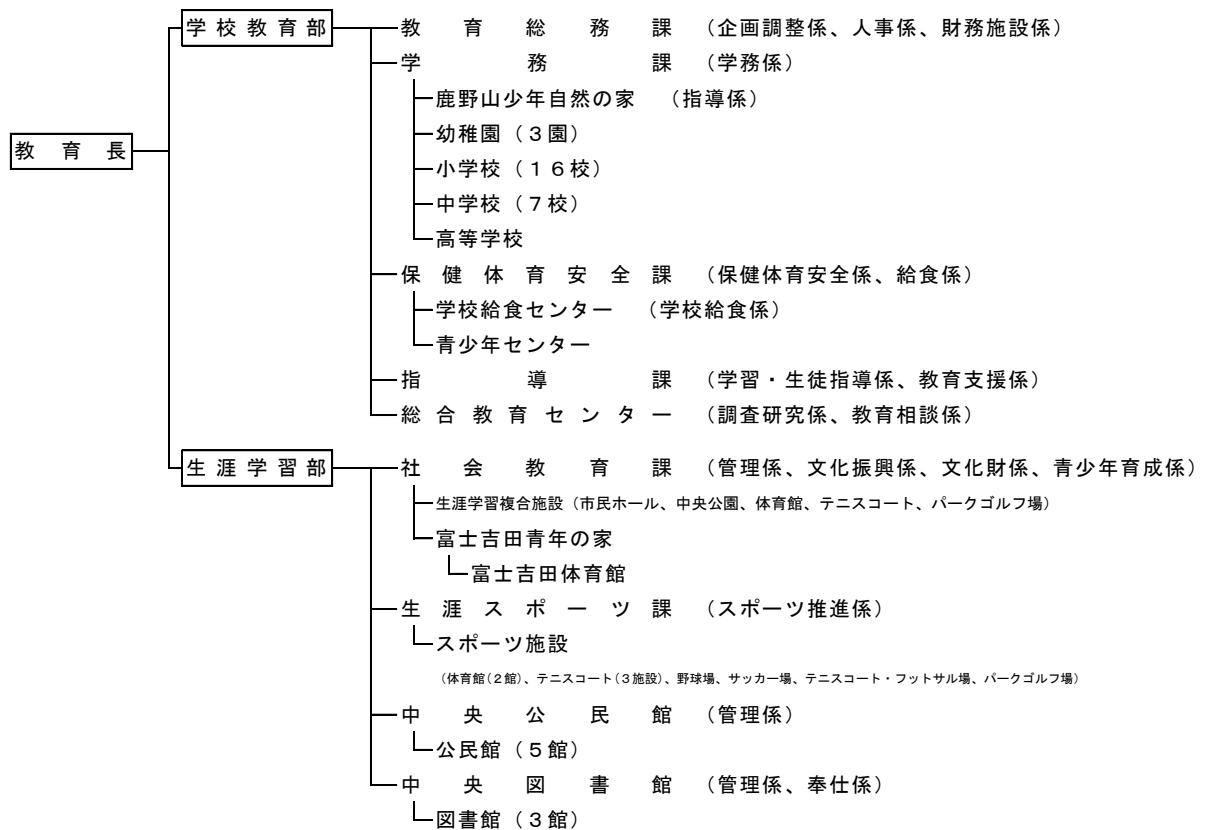 学校教育部 教育総務課 （企画調整係、人事係、財務施設係）
学務課 （学務係）
鹿野山少年自然の家 （指導係）
幼稚園（３園）
教育長
小学校（１６校）
中学校（７校）
高等学校
保健体育安全課 （保健体育安全係、給食係）
学校給食センター （学校給食係）
青少年センター
指導課 （学習・生徒指導係、教育支援係）
総合教育センター （調査研究係、教育相談係）
生涯学習部 社会教育課 （管理係、文化振興係、文化財係、青少年育成係）
生涯学習複合施設（市民ホール、中央公園、体育館、テニスコート、パークゴルフ場）
富士吉田青年の家
富士吉田体育館
生涯スポーツ課 （スポーツ推進係）
スポーツ施設
（体育館（２館）、テニスコート（３施設）、野球場、サッカー場、テニスコート・フットサル場、パークゴルフ場）
中央公民館 （管理係）
公民館（５館）
中央図書館 （管理係、奉仕係）
図書館（３館）